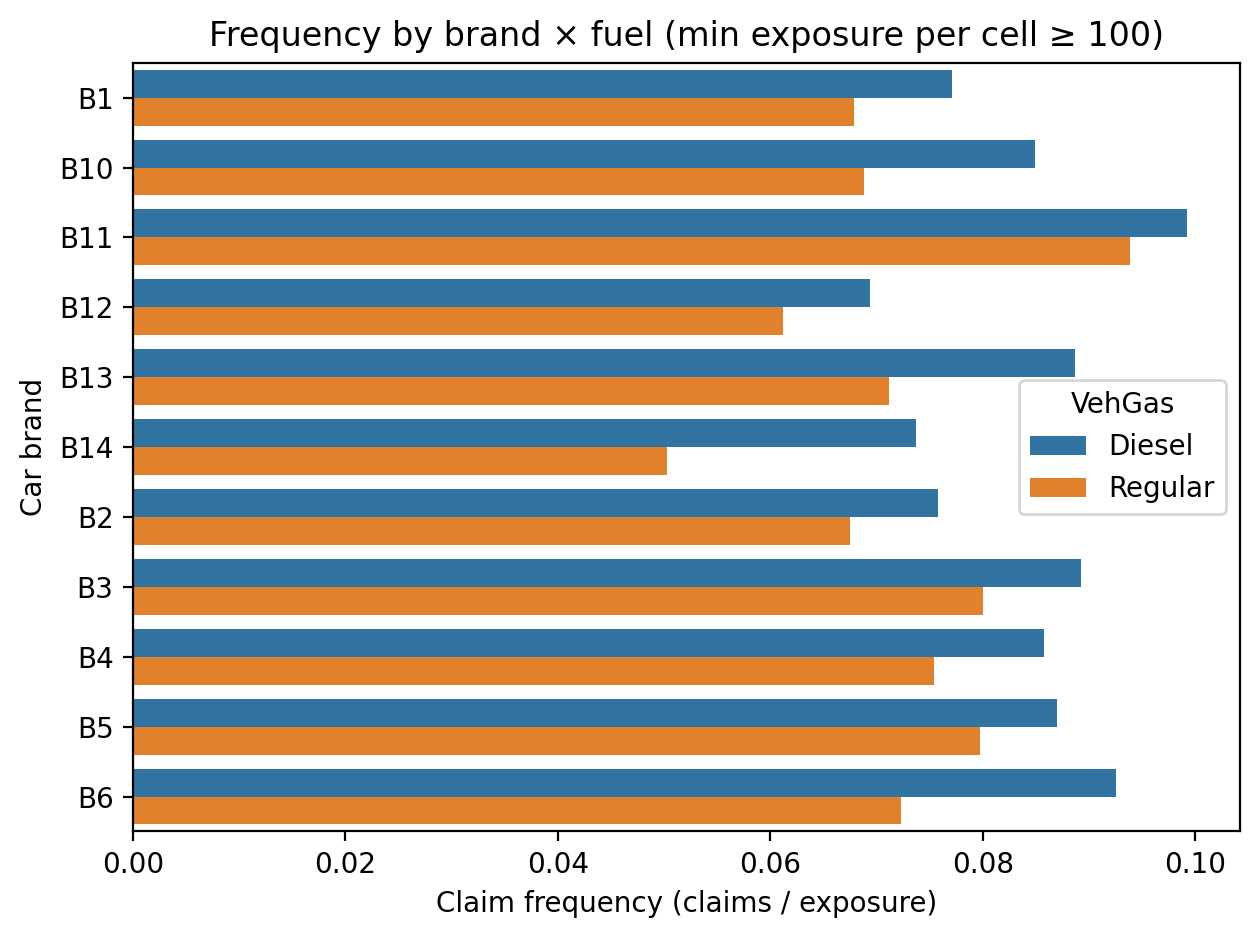 Frequency by brand × fuel (min exposure per cell ≥ 100)
Car brand
B1
B10
B11
B12
B13
B14
B2
B3
B4
B5
B6
VehGas
Diesel
Regular
0.00 0.02 0.04 0.06 0.08 0.10
Claim frequency (claims / exposure)